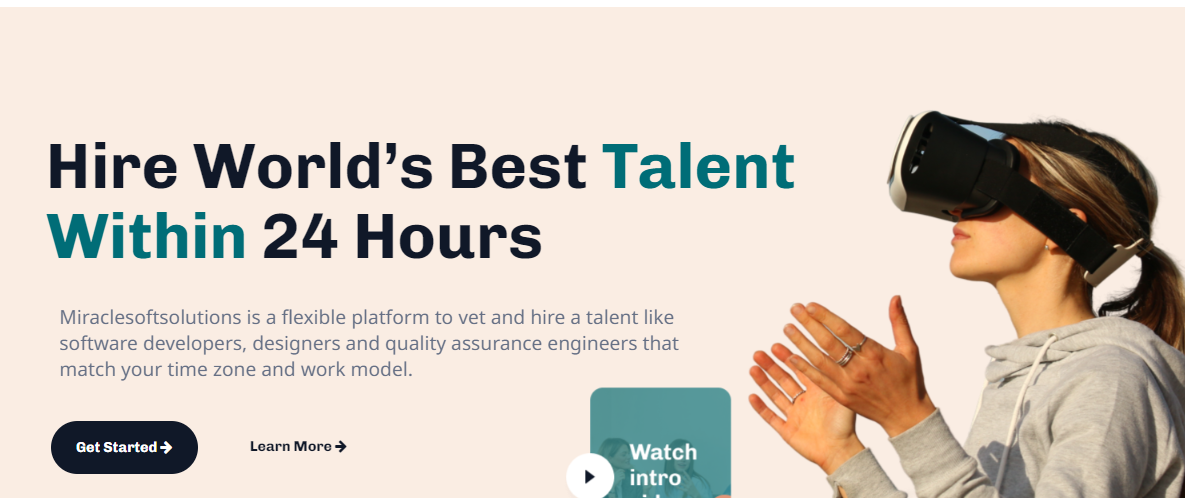 Hire World’s Best Talent
Within 24 Hours
Miraclesoftsolutions is a flexible platform to vet and hire a talent like
software developers, designers and quality assurance engineers that
match your time zone and work model.
Get Started
Learn More
Watch
intro